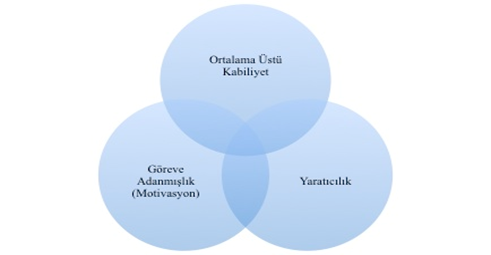 Ortalama Üstü
Kabiliyet
Göreve
Adanmışlık
(Motivasyon)
Yaratıcılık